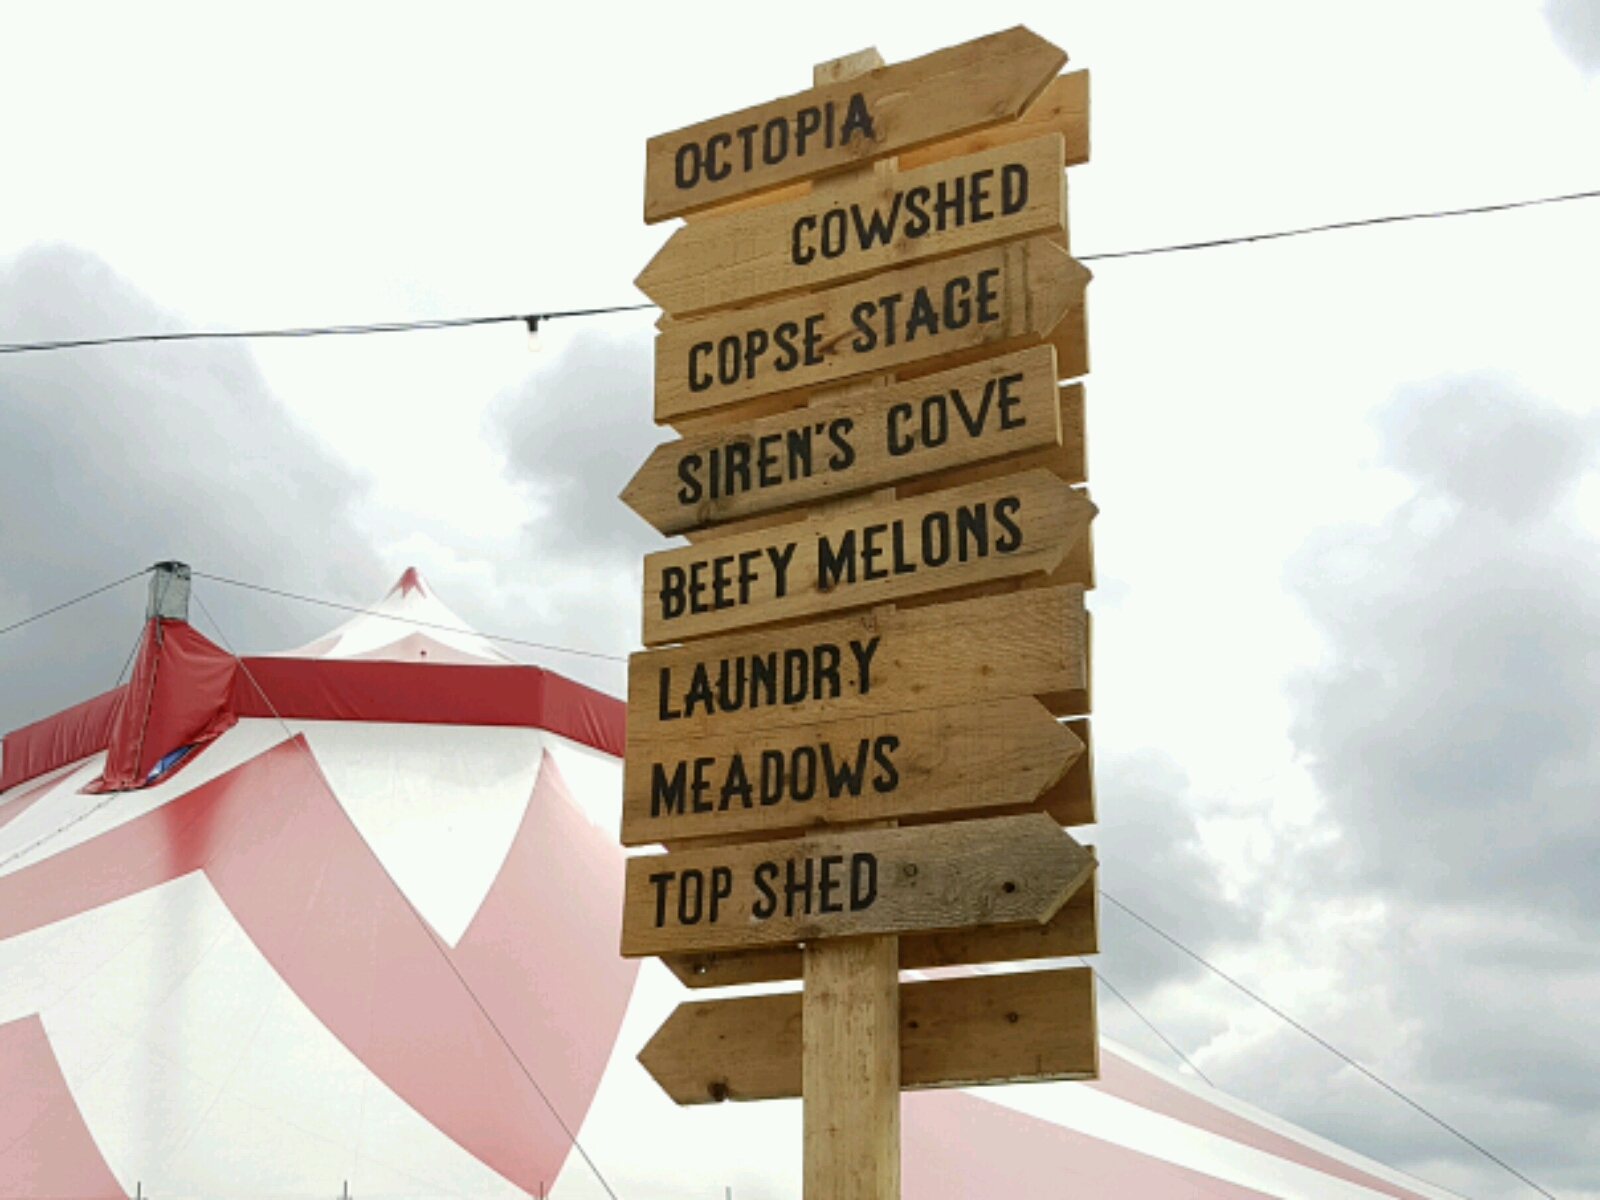 OCTOPIA
COWSHED
COPSE STAGE
SIREN'S COVE
BEEFY MELONS
LAUNDRY
MEADOWS
TOP SHED